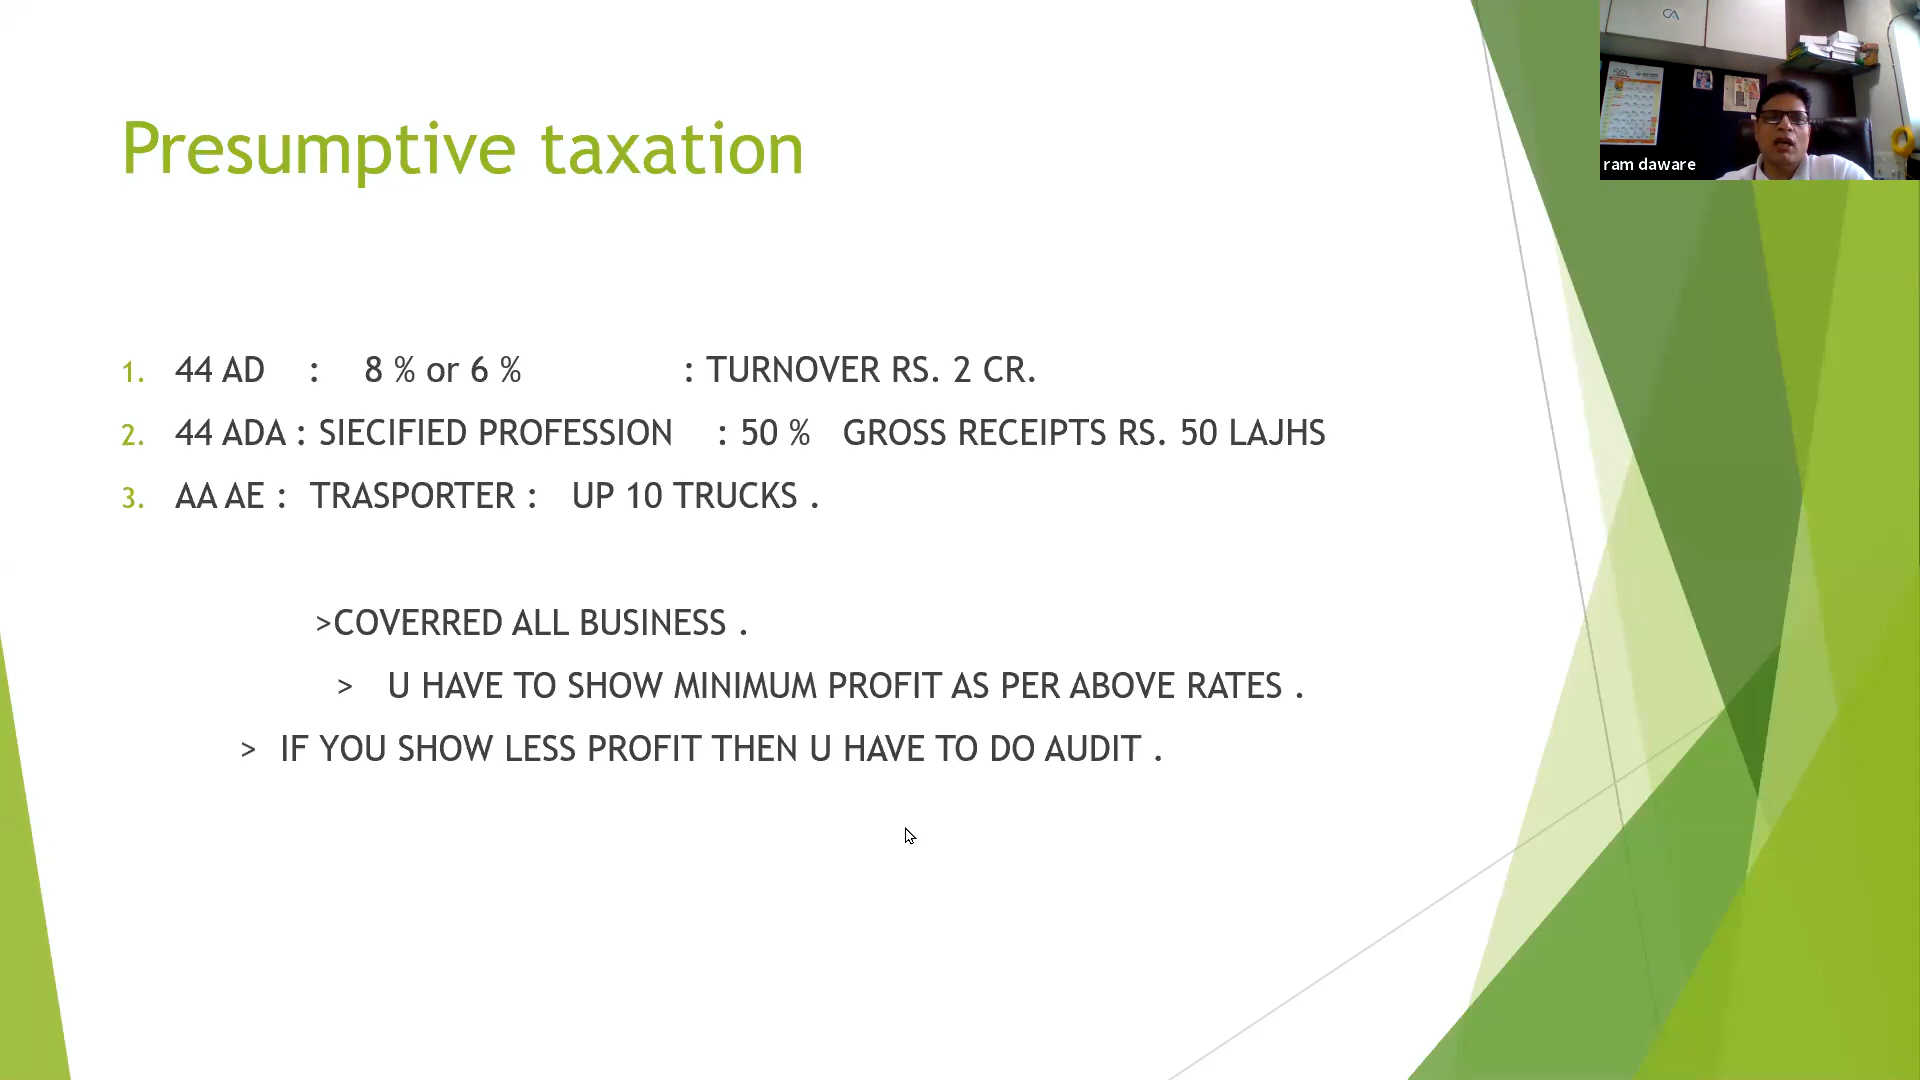 CA
ram daware
Presumptive taxation
1. 44 AD : 8 % or 6 % : TURNOVER RS. 2 CR.
2. 44 ADA : SIECIFIED PROFESSION : 50 % GROSS RECEIPTS RS. 50 LAJHS
3. AA AE : TRASPORTER : UP 10 TRUCKS .
>COVERRED ALL BUSINESS .
> U HAVE TO SHOW MINIMUM PROFIT AS PER ABOVE RATES .
> IF YOU SHOW LESS PROFIT THEN U HAVE TO DO AUDIT .